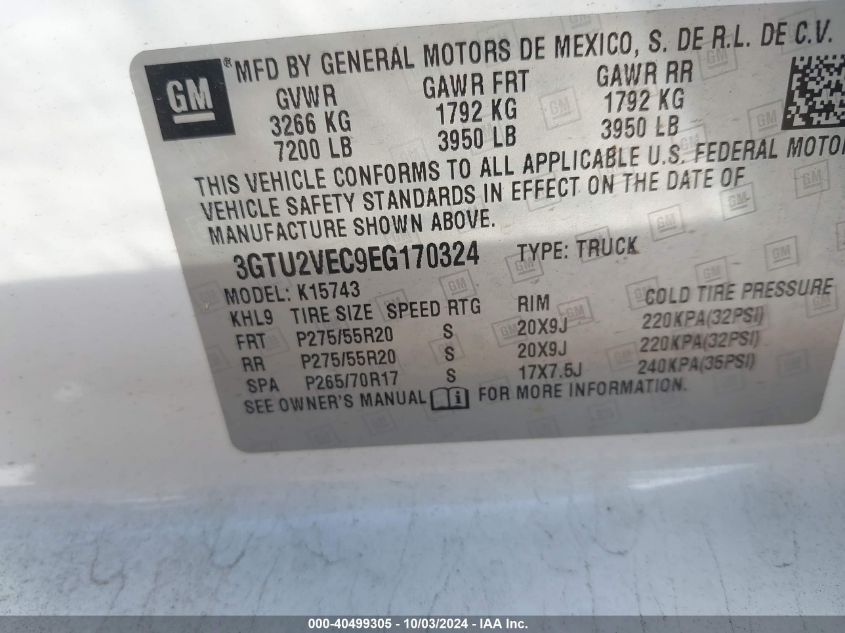 GM
®MFD BY GENERAL MOTORS DE MEXICO, S. DE R.L. DE C.V.
GVWR GAWR FRT GAWR RR
3266 KG 1792 KG 1792 KG
7200 LB 3950 LB 3950 LB
THIS VEHICLE CONFORMS TO ALL APPLICABLE U.S. FEDERAL MOTO
VEHICLE SAFETY STANDARDS IN EFFECT ON THE DATE OF
MANUFACTURE SHOWN ABOVE.
3GTU2VEC9EG170324 TYPE: TRUCK
MODEL: K15743
KHL9 TIRE SIZE SPEED RTG RIM COLD TIRE PRESSURE
FRT P275/55R20 S 20X9J 220KPA(32PSI)
RR P275/55R20 S 20X9J 220KPA(32PSI)
SPA P265/70R17 S 17X7.5J 240KPA(35PSI)
SEE OWNER'S MANUAL i FOR MORE INFORMATION.
000-40499305 - 10/03/2024 - IAA Inc.